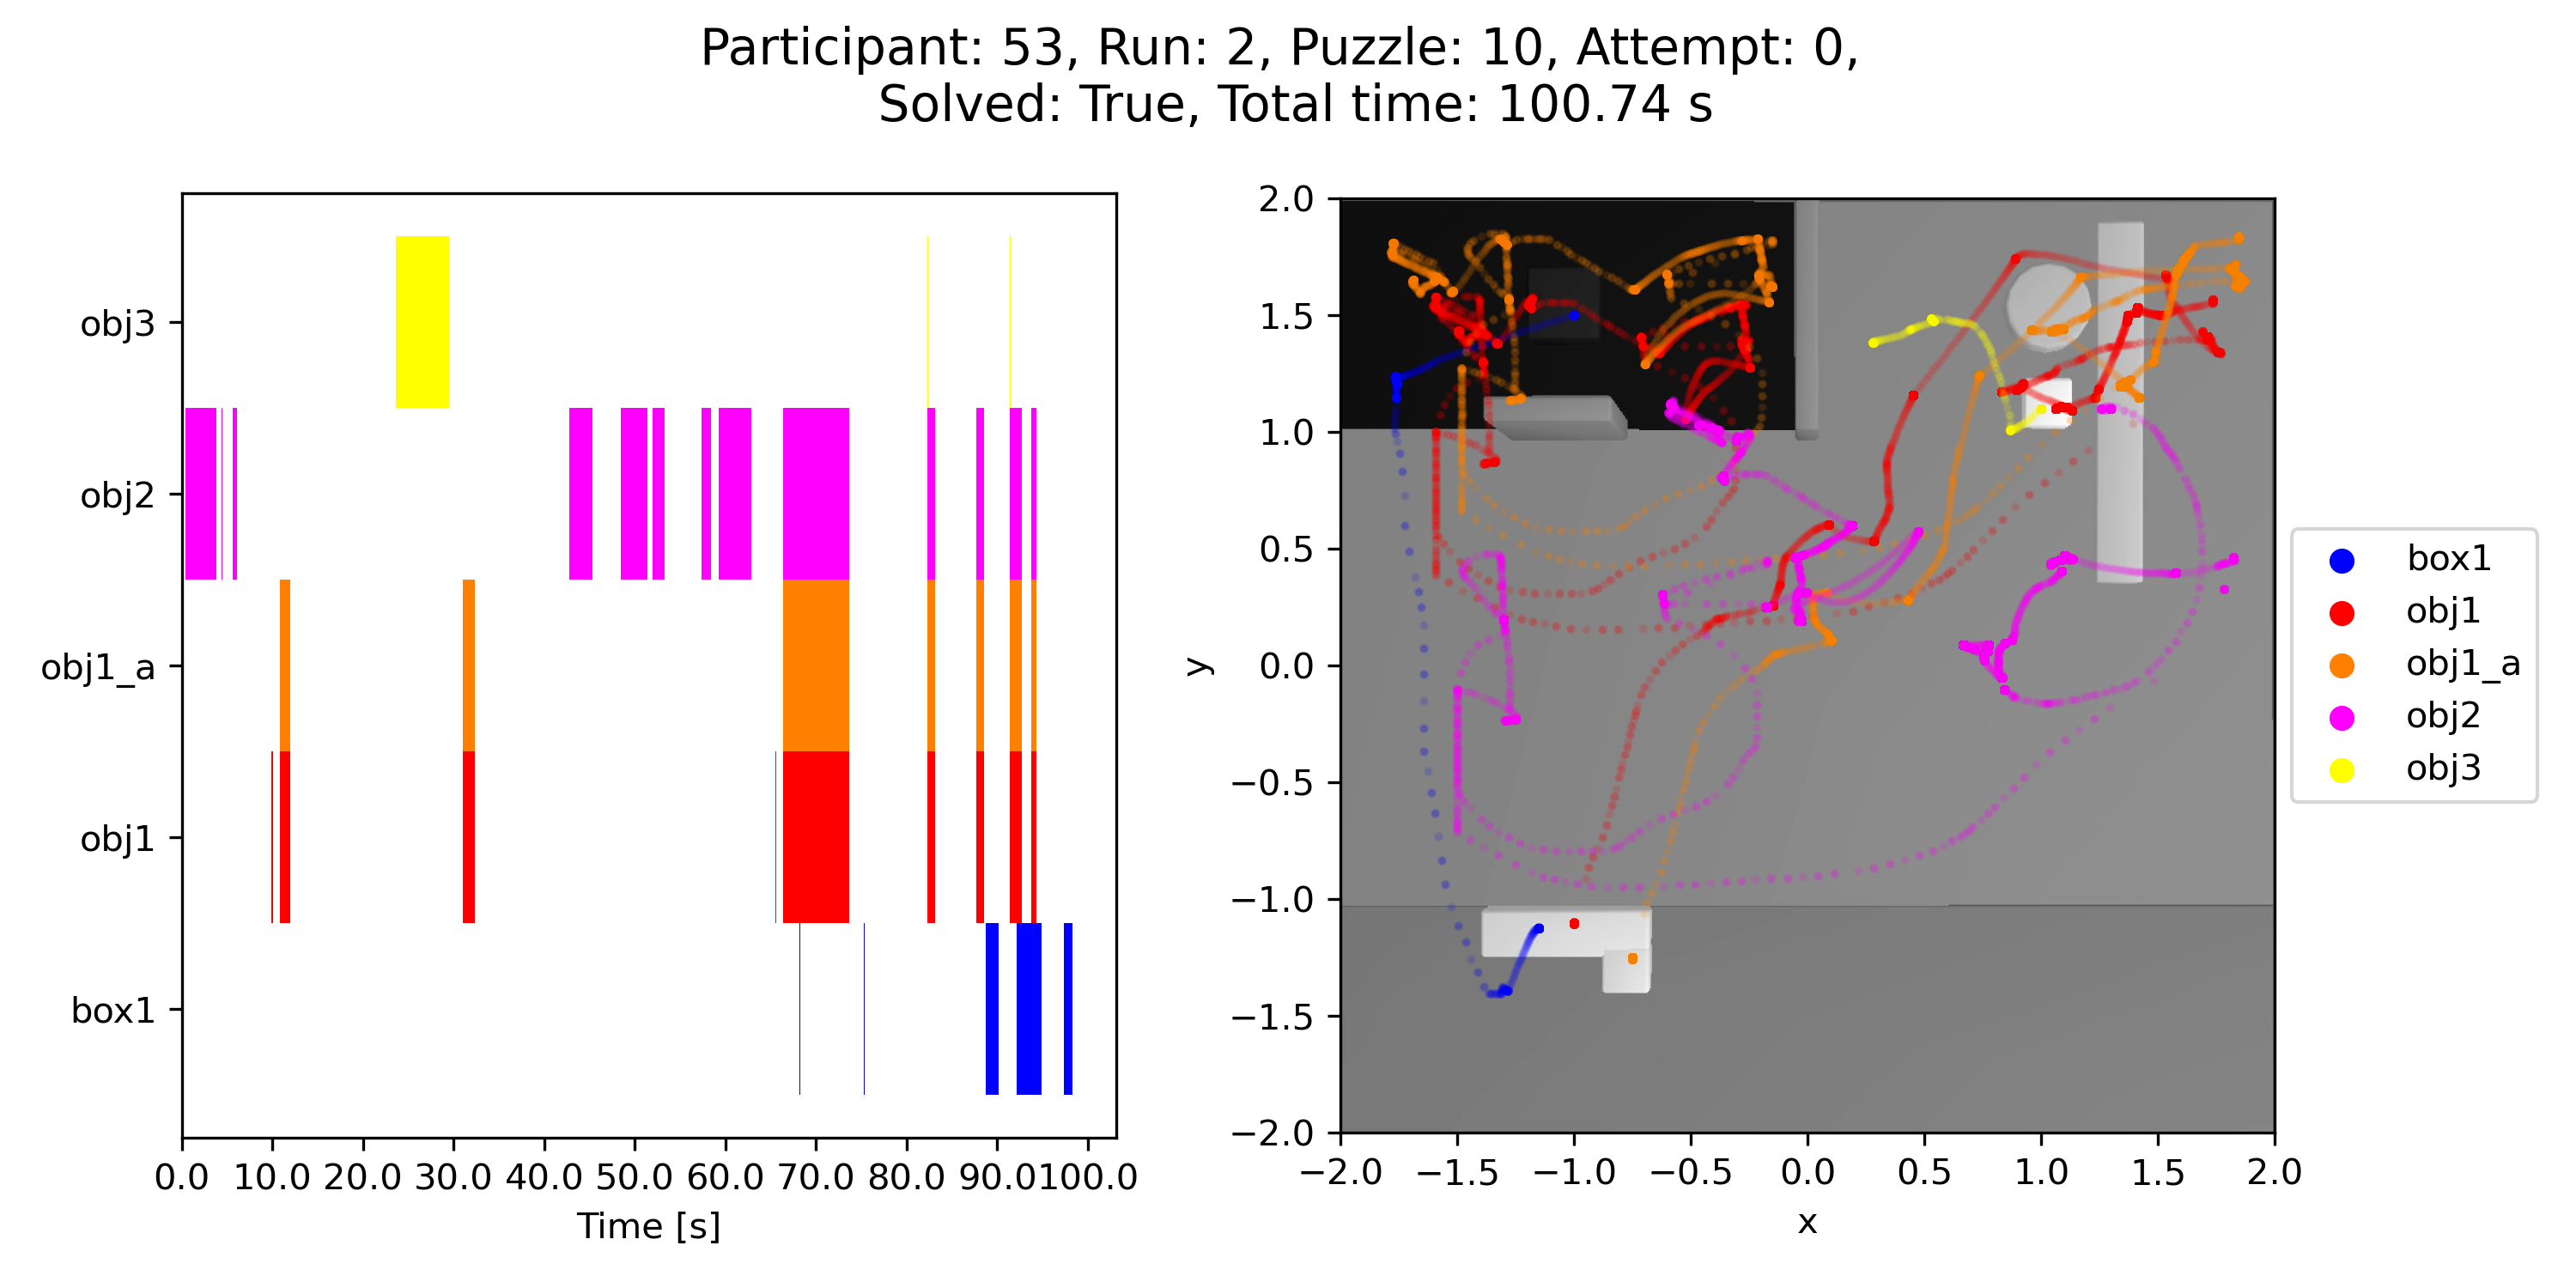 Participant: 53, Run: 2, Puzzle: 10, Attempt: 0,
Solved: True, Total time: 100.74 s
obj3
obj2
obj1_a
obj1
box1
0.0 10.0 20.0 30.0 40.0 50.0 60.0 70.0 80.0 90.0 100.0
Time [s]
2.0
1.5
1.0
0.5
0.0
−0.5
−1.0
−1.5
−2.0
y
−2.0 −1.5 −1.0 −0.5 0.0 0.5 1.0 1.5 2.0
x
box1
obj1
obj1_a
obj2
obj3